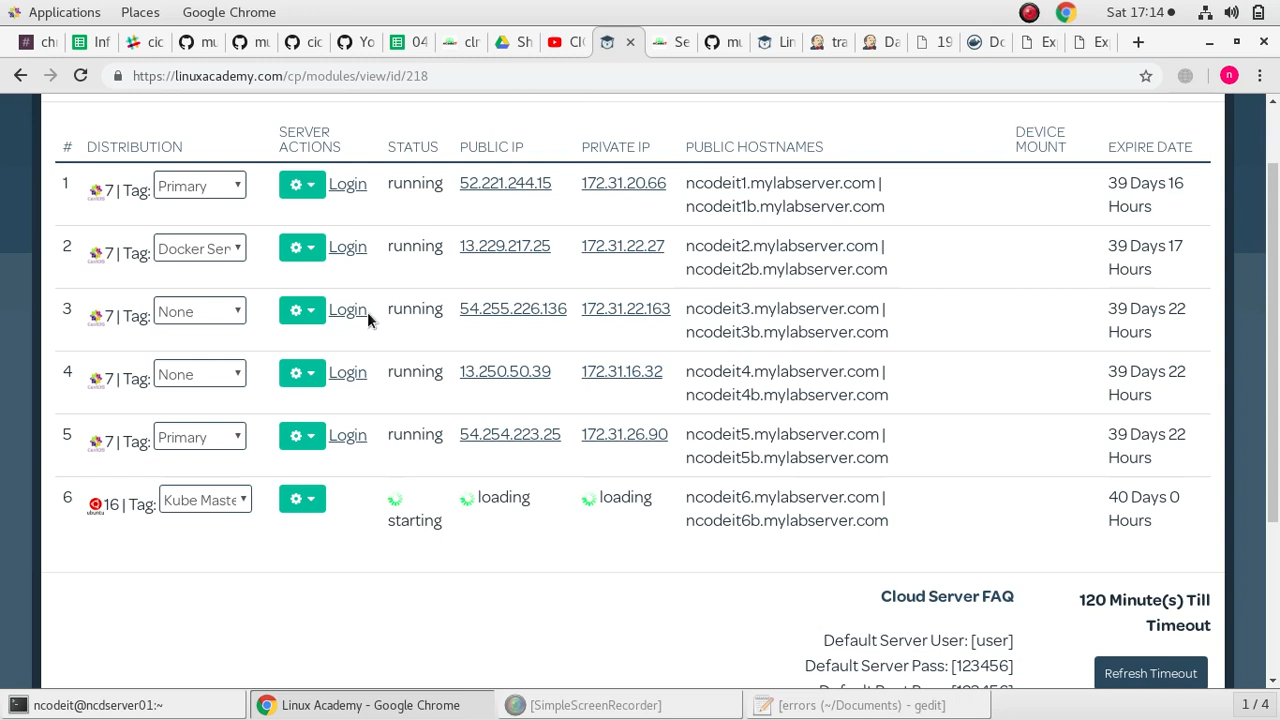 Applications Places Google Chrome Sat 17:14
chr Inf cic mu mu cic Yo 04 clr Sh CI Se mu Lin tra Da 19 Dc Ex Ex
https://linuxacademy.com/cp/modules/view/id/218 n
# DISTRIBUTION SERVER ACTIONS STATUS PUBLIC IP PRIVATE IP PUBLIC HOSTNAMES DEVICE MOUNT EXPIRE DATE
1 7 | Tag: Primary Login running 52.221.244.15 172.31.20.66 ncodeit1.mylabserver.com | 39 Days 16
ncodeit1b.mylabserver.com Hours
2 7 | Tag: Docker Ser Login running 13.229.217.25 172.31.22.27 ncodeit2.mylabserver.com | 39 Days 17
ncodeit2b.mylabserver.com Hours
3 7 | Tag: None Login running 54.255.226.136 172.31.22.163 ncodeit3.mylabserver.com | 39 Days 22
ncodeit3b.mylabserver.com Hours
4 7 | Tag: None Login running 13.250.50.39 172.31.16.32 ncodeit4.mylabserver.com | 39 Days 22
ncodeit4b.mylabserver.com Hours
5 7 | Tag: Primary Login running 54.254.223.25 172.31.26.90 ncodeit5.mylabserver.com | 39 Days 22
ncodeit5b.mylabserver.com Hours
6 16 | Tag: Kube Maste loading loading ncodeit6.mylabserver.com | 40 Days 0
starting ncodeit6b.mylabserver.com Hours
Cloud Server FAQ 120 Minute(s) Till
Timeout
Default Server User: [user]
Default Server Pass: [123456] Refresh Timeout
ncodeit@ncdserver01:~ Linux Academy - Google Chrome [SimpleScreenRecorder] [errors (~/Documents) - gedit] 1 / 4